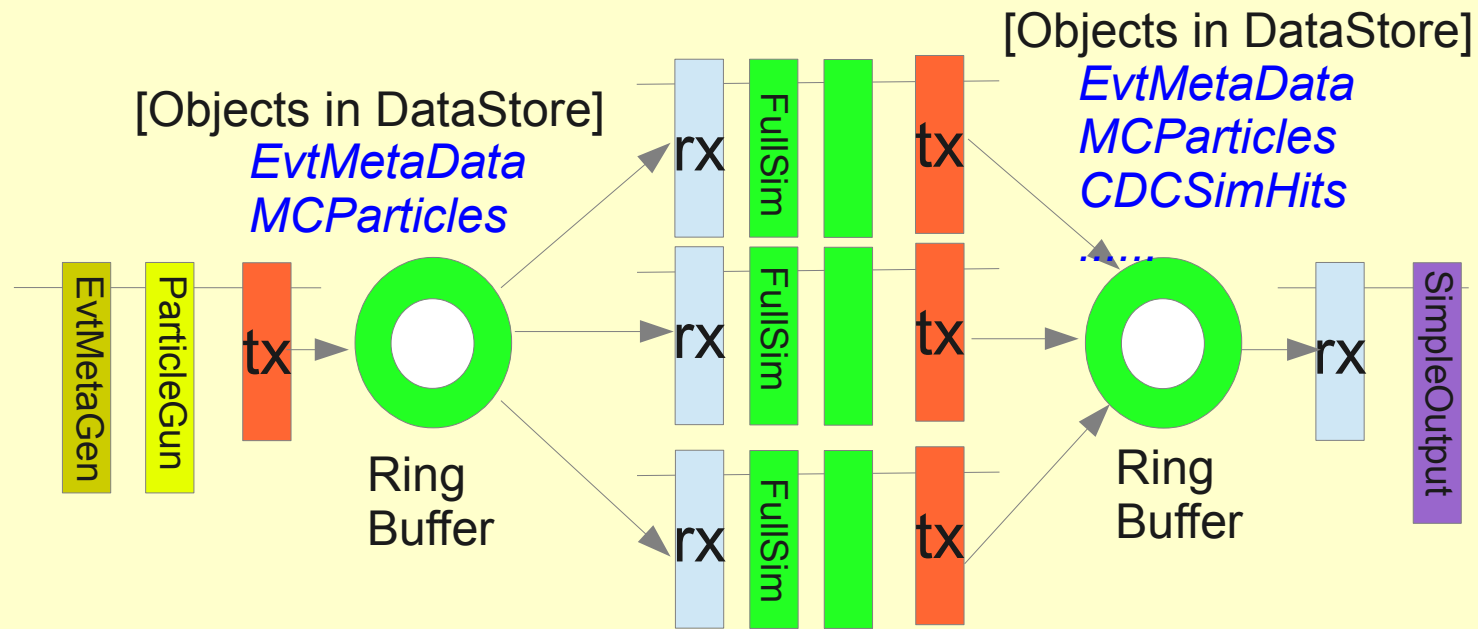 [Objects in DataStore]
EvtMetaData
MCParticles
EvtMetaGen
ParticleGun
tx
Ring
Buffer
rx
FullSim
tx
rx
FullSim
tx
rx
FullSim
tx
[Objects in DataStore]
EvtMetaData
MCParticles
CDCSimHits
......
Ring
Buffer
rx
SimpleOutput